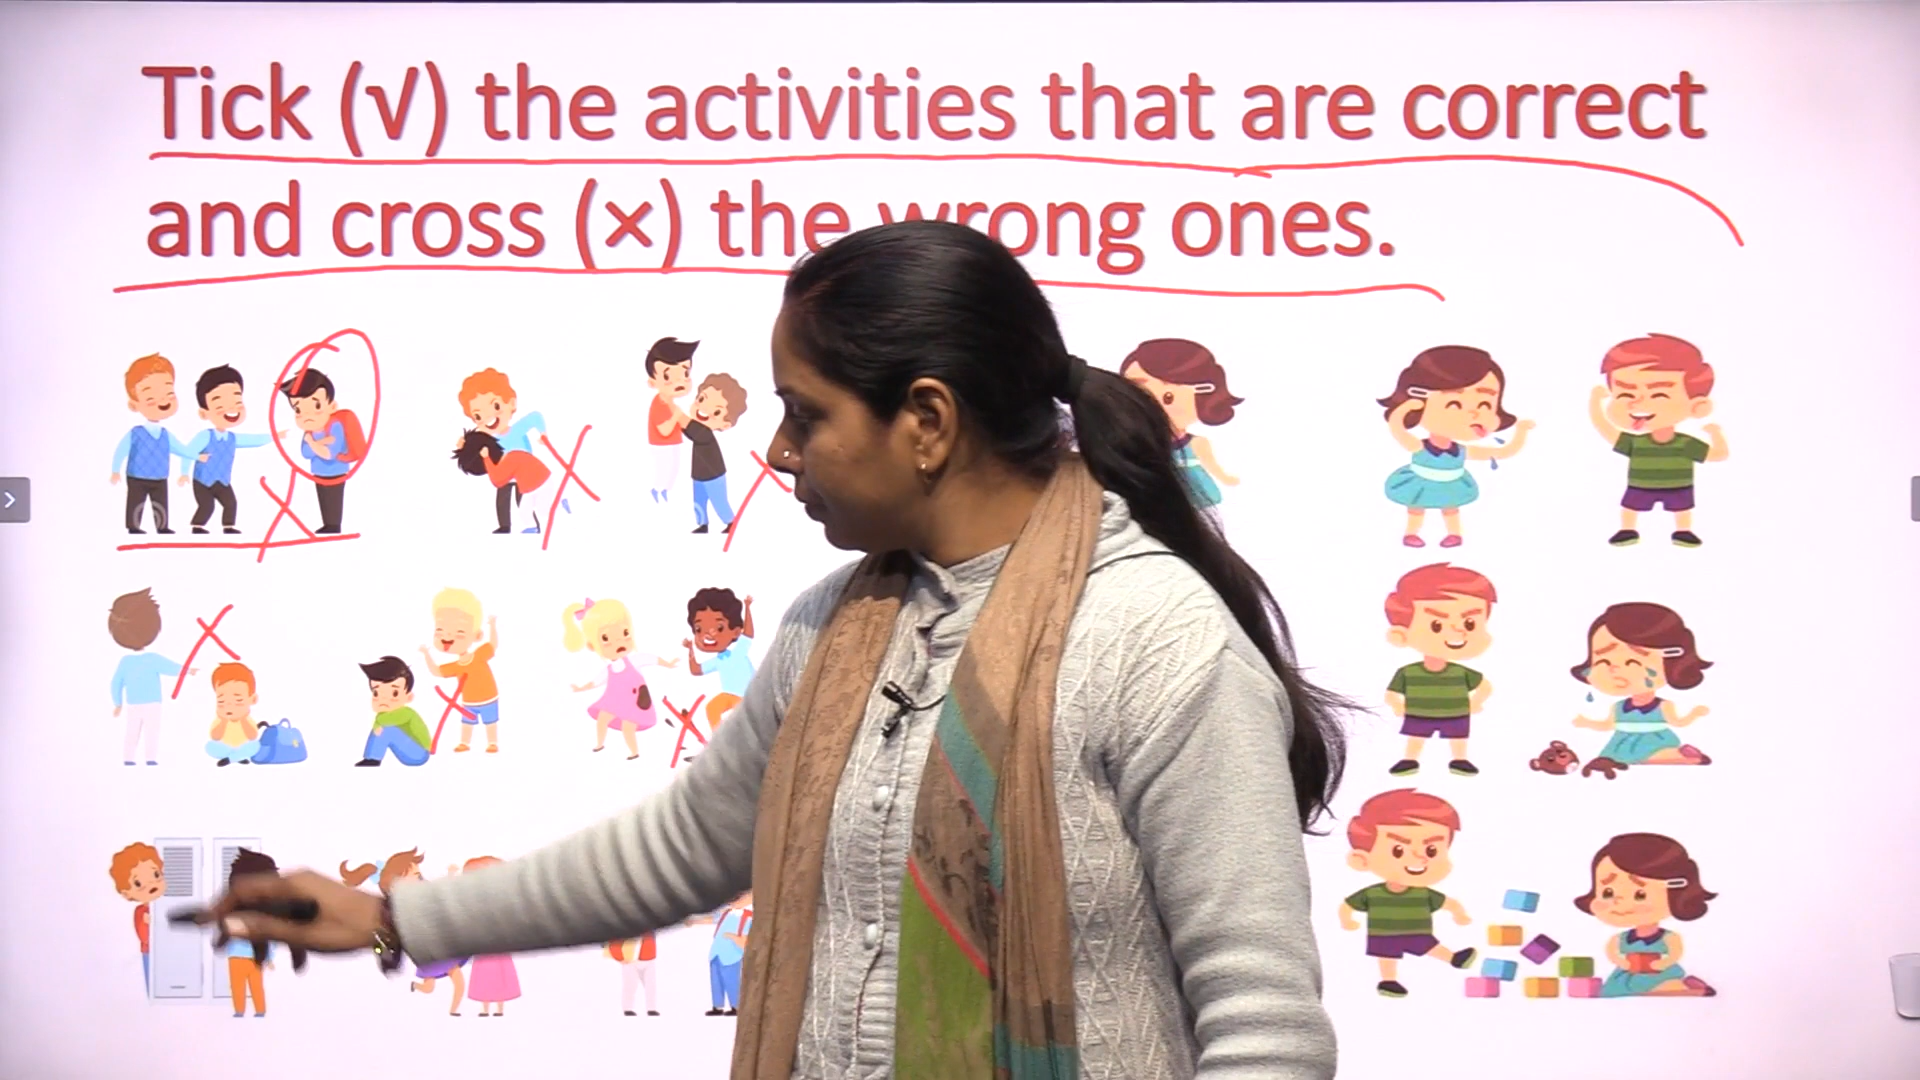 Tick (√) the activities that are correct
and cross (×) the wrong ones.